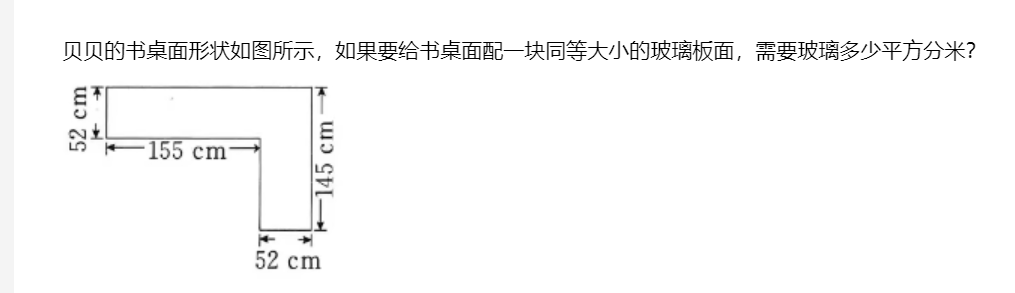 贝贝的书桌面形状如图所示，如果要给书桌面配一块同等大小的玻璃板面，需要玻璃多少平方分米？
52 cm
155 cm
145 cm
52 cm